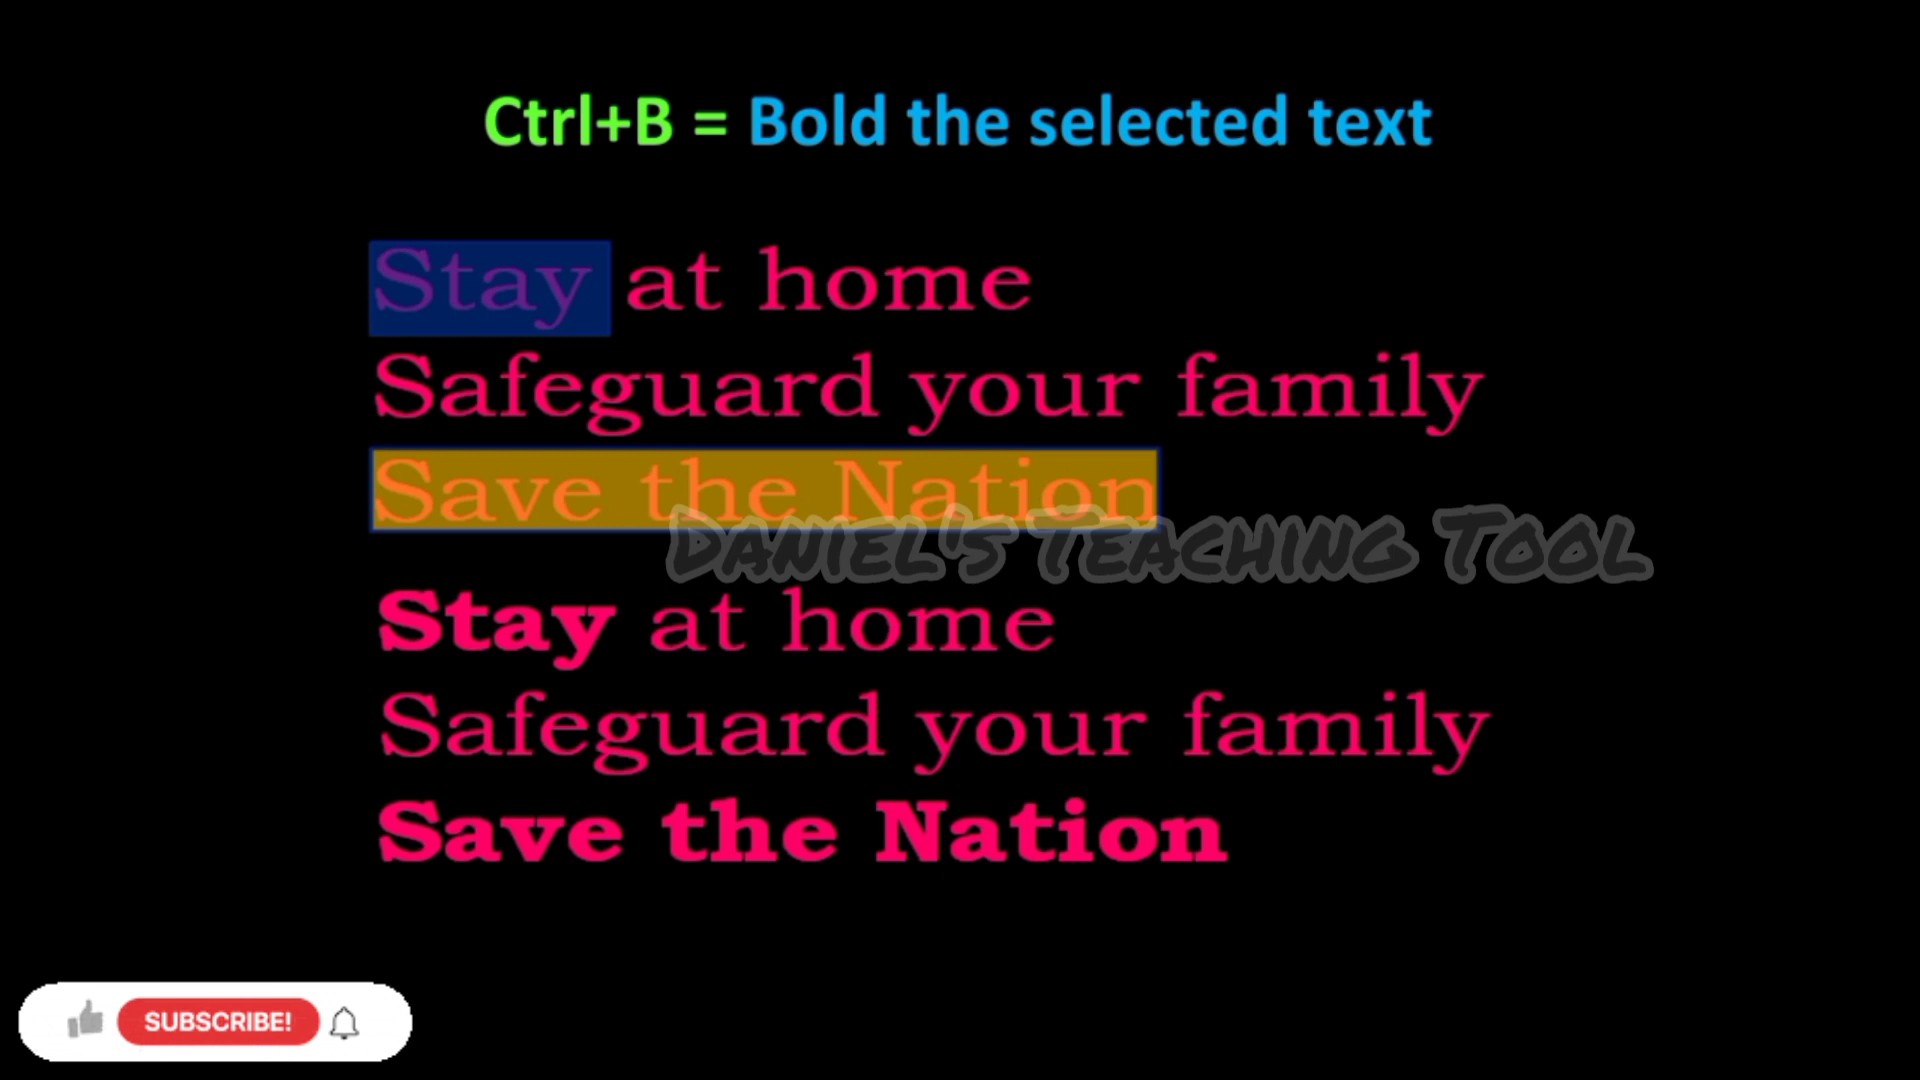 Ctrl+B = Bold the selected text
Stay at home
Safeguard your family
Save the Nation
Daniel's Teaching Tool
Stay at home
Safeguard your family
Save the Nation
SUBSCRIBE!